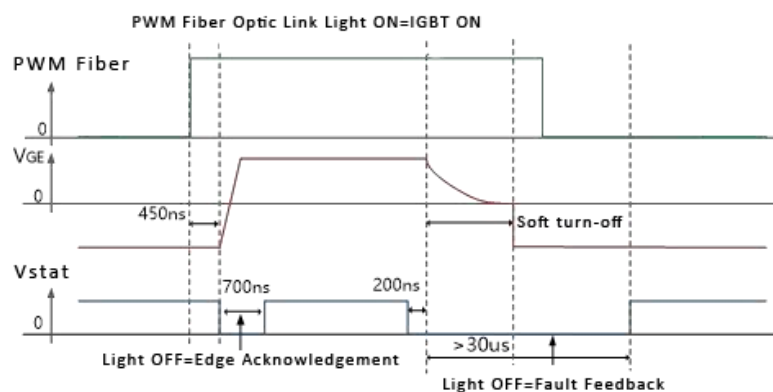 PWM Fiber Optic Link Light ON=IGBT ON
PWM Fiber
0
VGE
0
450ns
Soft turn-off
Vstat
700ns
200ns
0
>30us
Light OFF=Edge Acknowledgement
Light OFF=Fault Feedback